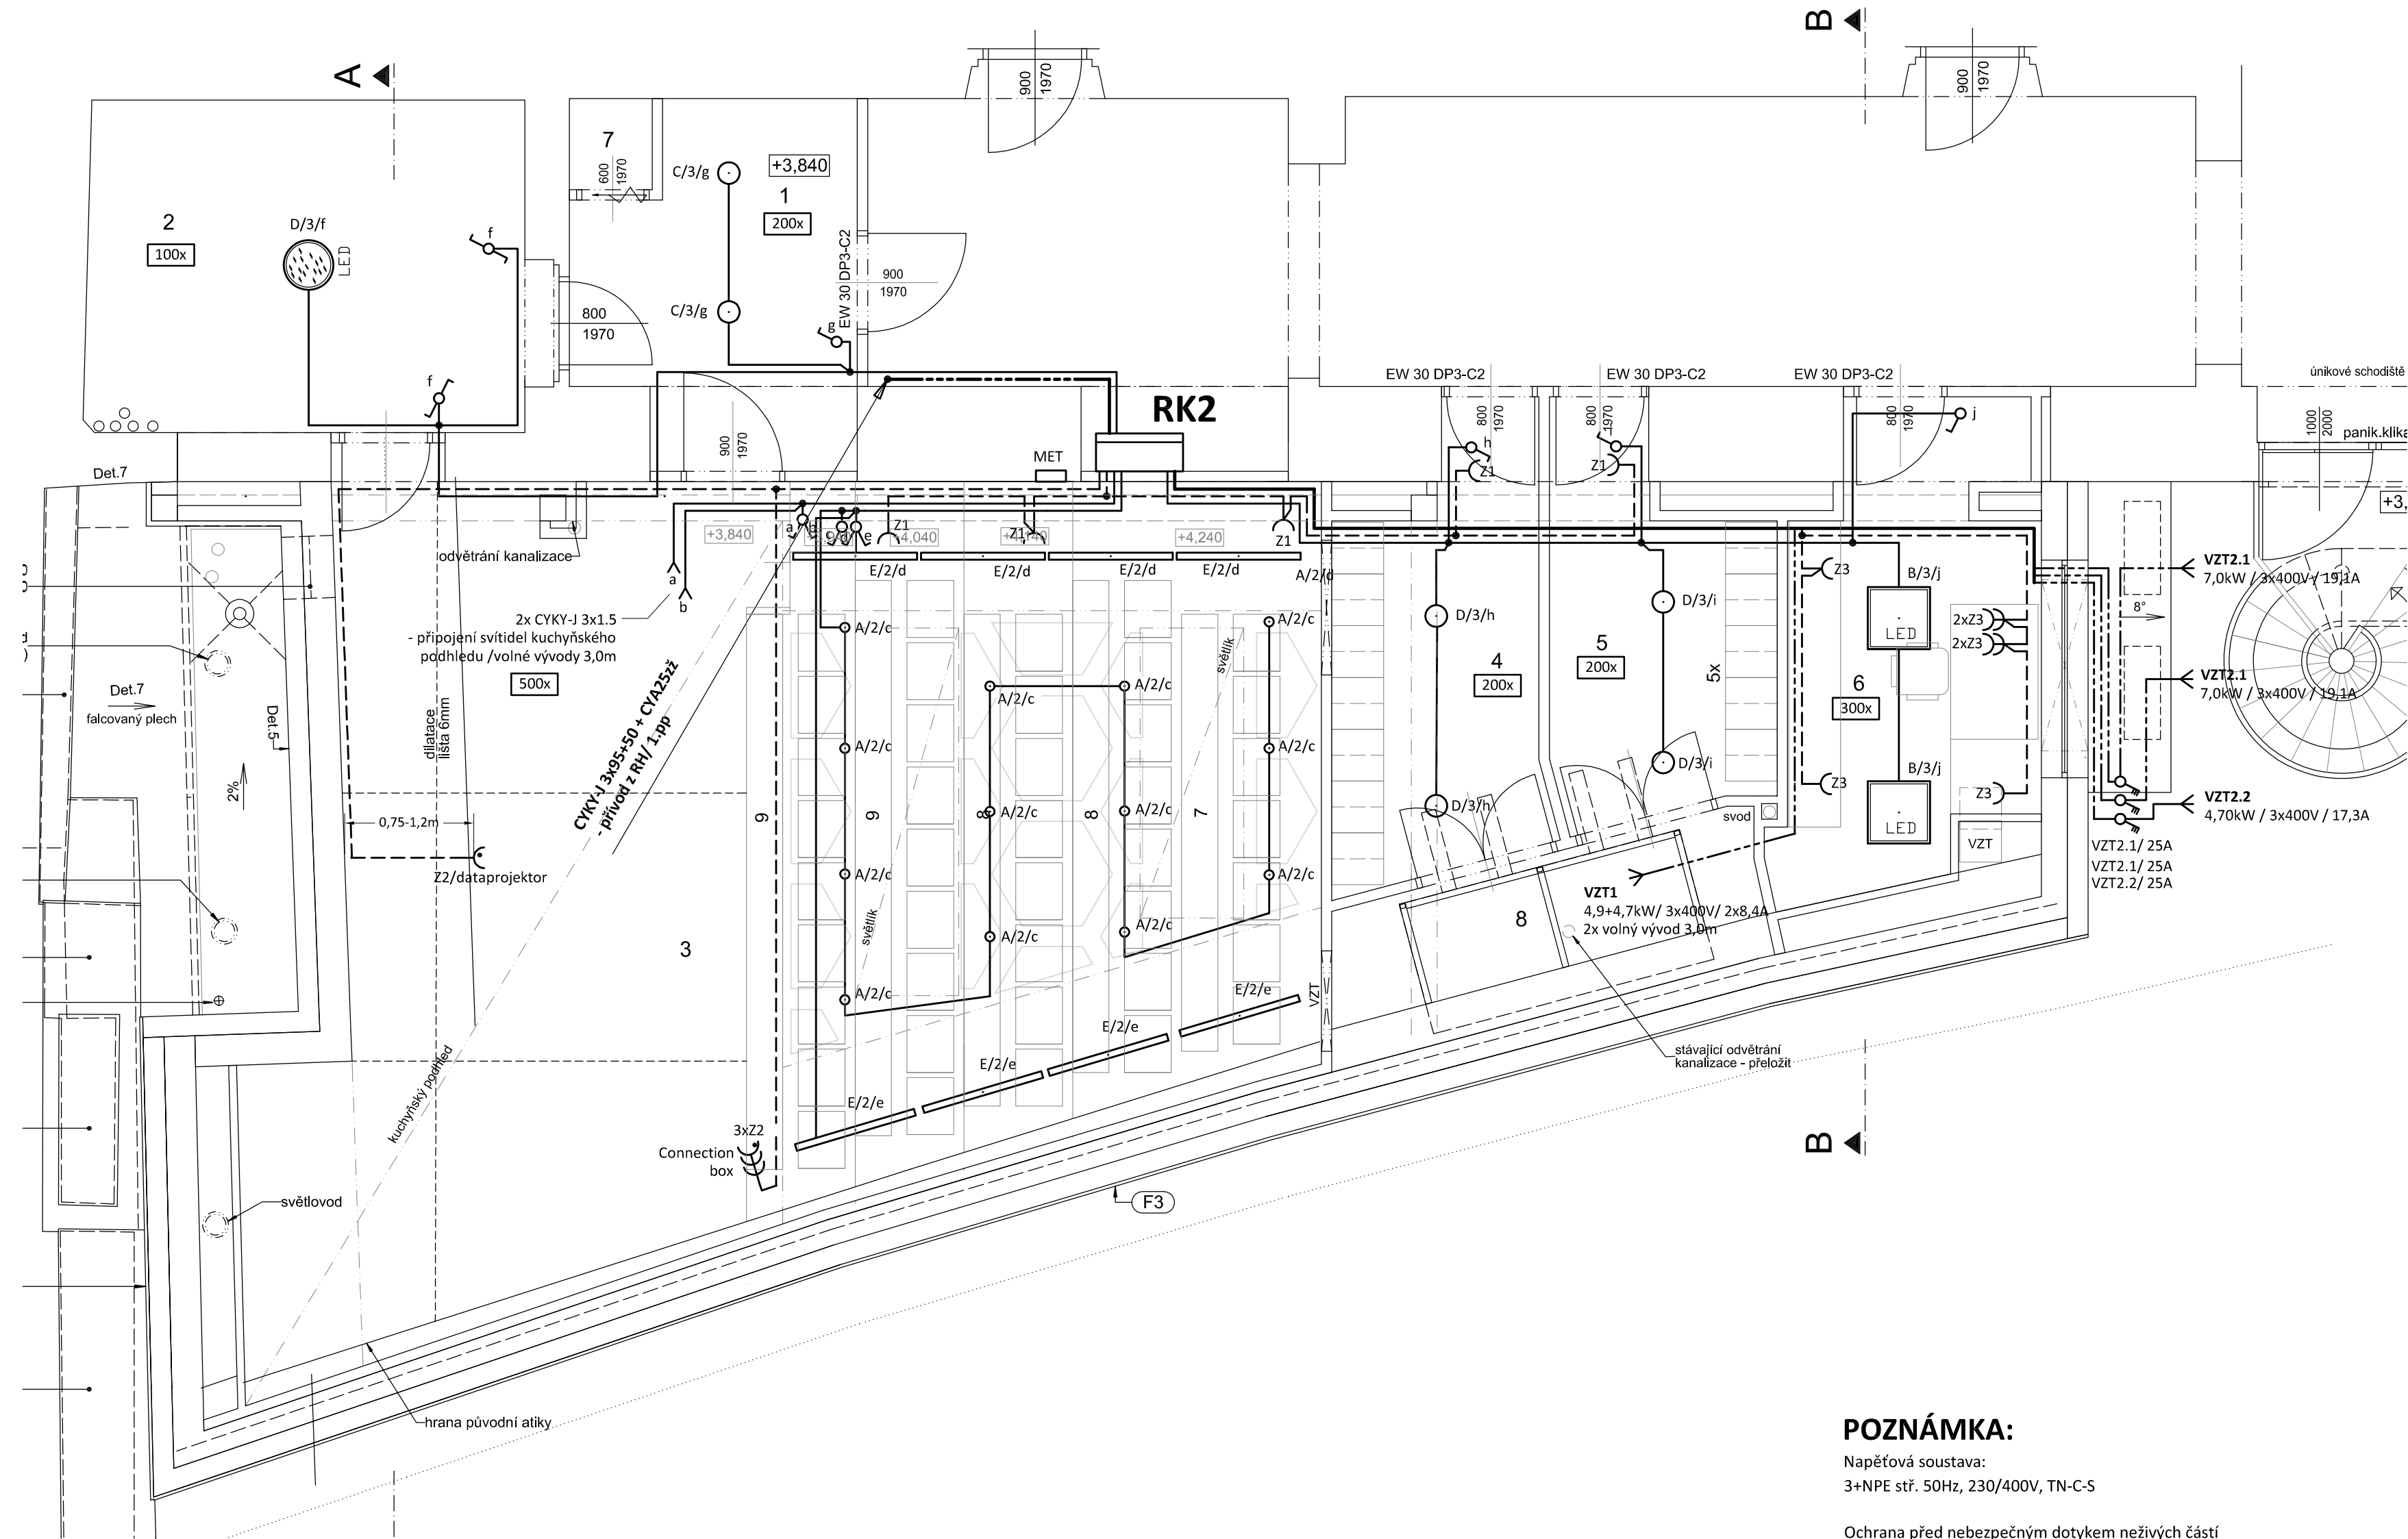 A
B
900
1970
900
1970
7
600
1970
C/3/g
+3,840
1
200x
2
100x
D/3/f
LED
f
EW 30 DP3-C2
900
1970
800
1970
C/3/g
g
f
RK2
MET
900
1970
EW 30 DP3-C2
EW 30 DP3-C2
EW 30 DP3-C2
800
1970
800
1970
800
1970
h
Z1
i
Z1
j
únikové schodiště
1000
2000
panik.klika
+3,
Det.7
odvětrání kanalizace
+3,840
a
b
c
d
e
Z1
+4,040
Z1
+4,240
Z1
E/2/d
E/2/d
E/2/d
E/2/d
A/2/d
a
b
2x CYKY-J 3x1.5
- připojení svítidel kuchyňského
podhledu /volné vývody 3,0m
500x
CYKY-J 3x95+50 + CYA25zž
- přívod z RH/ 1.pp
Det.7
falcovaný plech
Det.5
2%
dilatace
lišta 6mm
0,75-1,2m
Z2/dataprojektor
A/2/c
A/2/c
A/2/c
A/2/c
A/2/c
A/2/c
A/2/c
A/2/c
A/2/c
A/2/c
A/2/c
A/2/c
A/2/c
světlík
světlík
9
9
8
8
7
3
D/3/h
D/3/h
4
200x
D/3/i
D/3/i
5
200x
5x
svod
Z3
Z3
B/3/j
LED
2xZ3
2xZ3
6
300x
B/3/j
LED
Z3
VZT
VZT2.1
7,0kW / 3x400V / 19,1A
8°
VZT2.1
7,0kW / 3x400V / 19,1A
VZT2.2
4,70kW / 3x400V / 17,3A
VZT2.1/ 25A
VZT2.1/ 25A
VZT2.2/ 25A
VZT1
4,9+4,7kW/ 3x400V/ 2x8,4A
2x volný vývod 3,0m
8
stávající odvětrání
kanalizace - přeložit
VZT
E/2/e
E/2/e
E/2/e
E/2/e
3xZ2
Connection
box
kuchyňský podhled
světlovod
hrana původní atiky
F3
B
POZNÁMKA:
Napěťová soustava:
3+NPE stř. 50Hz, 230/400V, TN-C-S
Ochrana před nebezpečným dotykem neživých částí